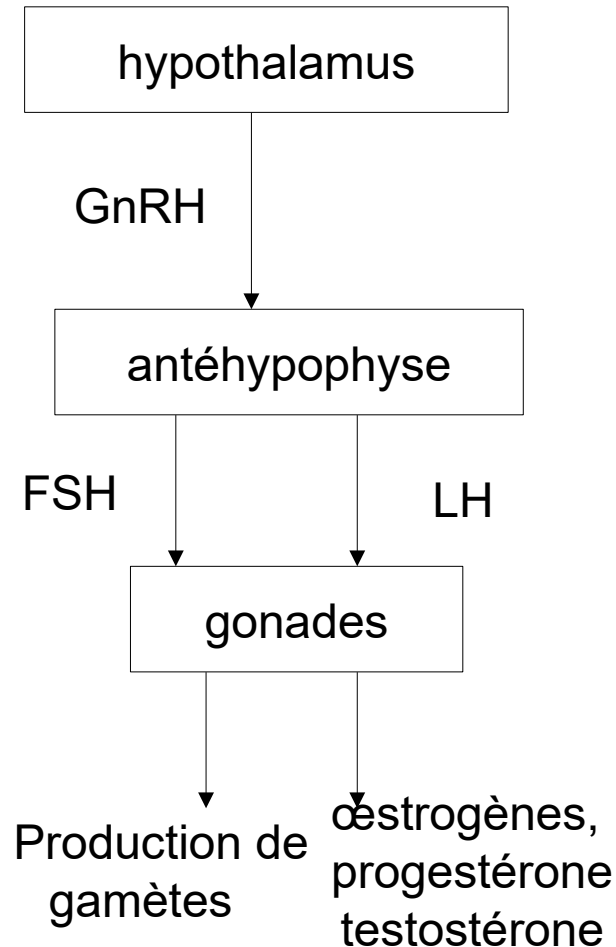 hypothalamus
GnRH
antéhypophyse
FSH
LH
gonades
Production de
gamètes
œstrogènes,
progestérone
testostérone